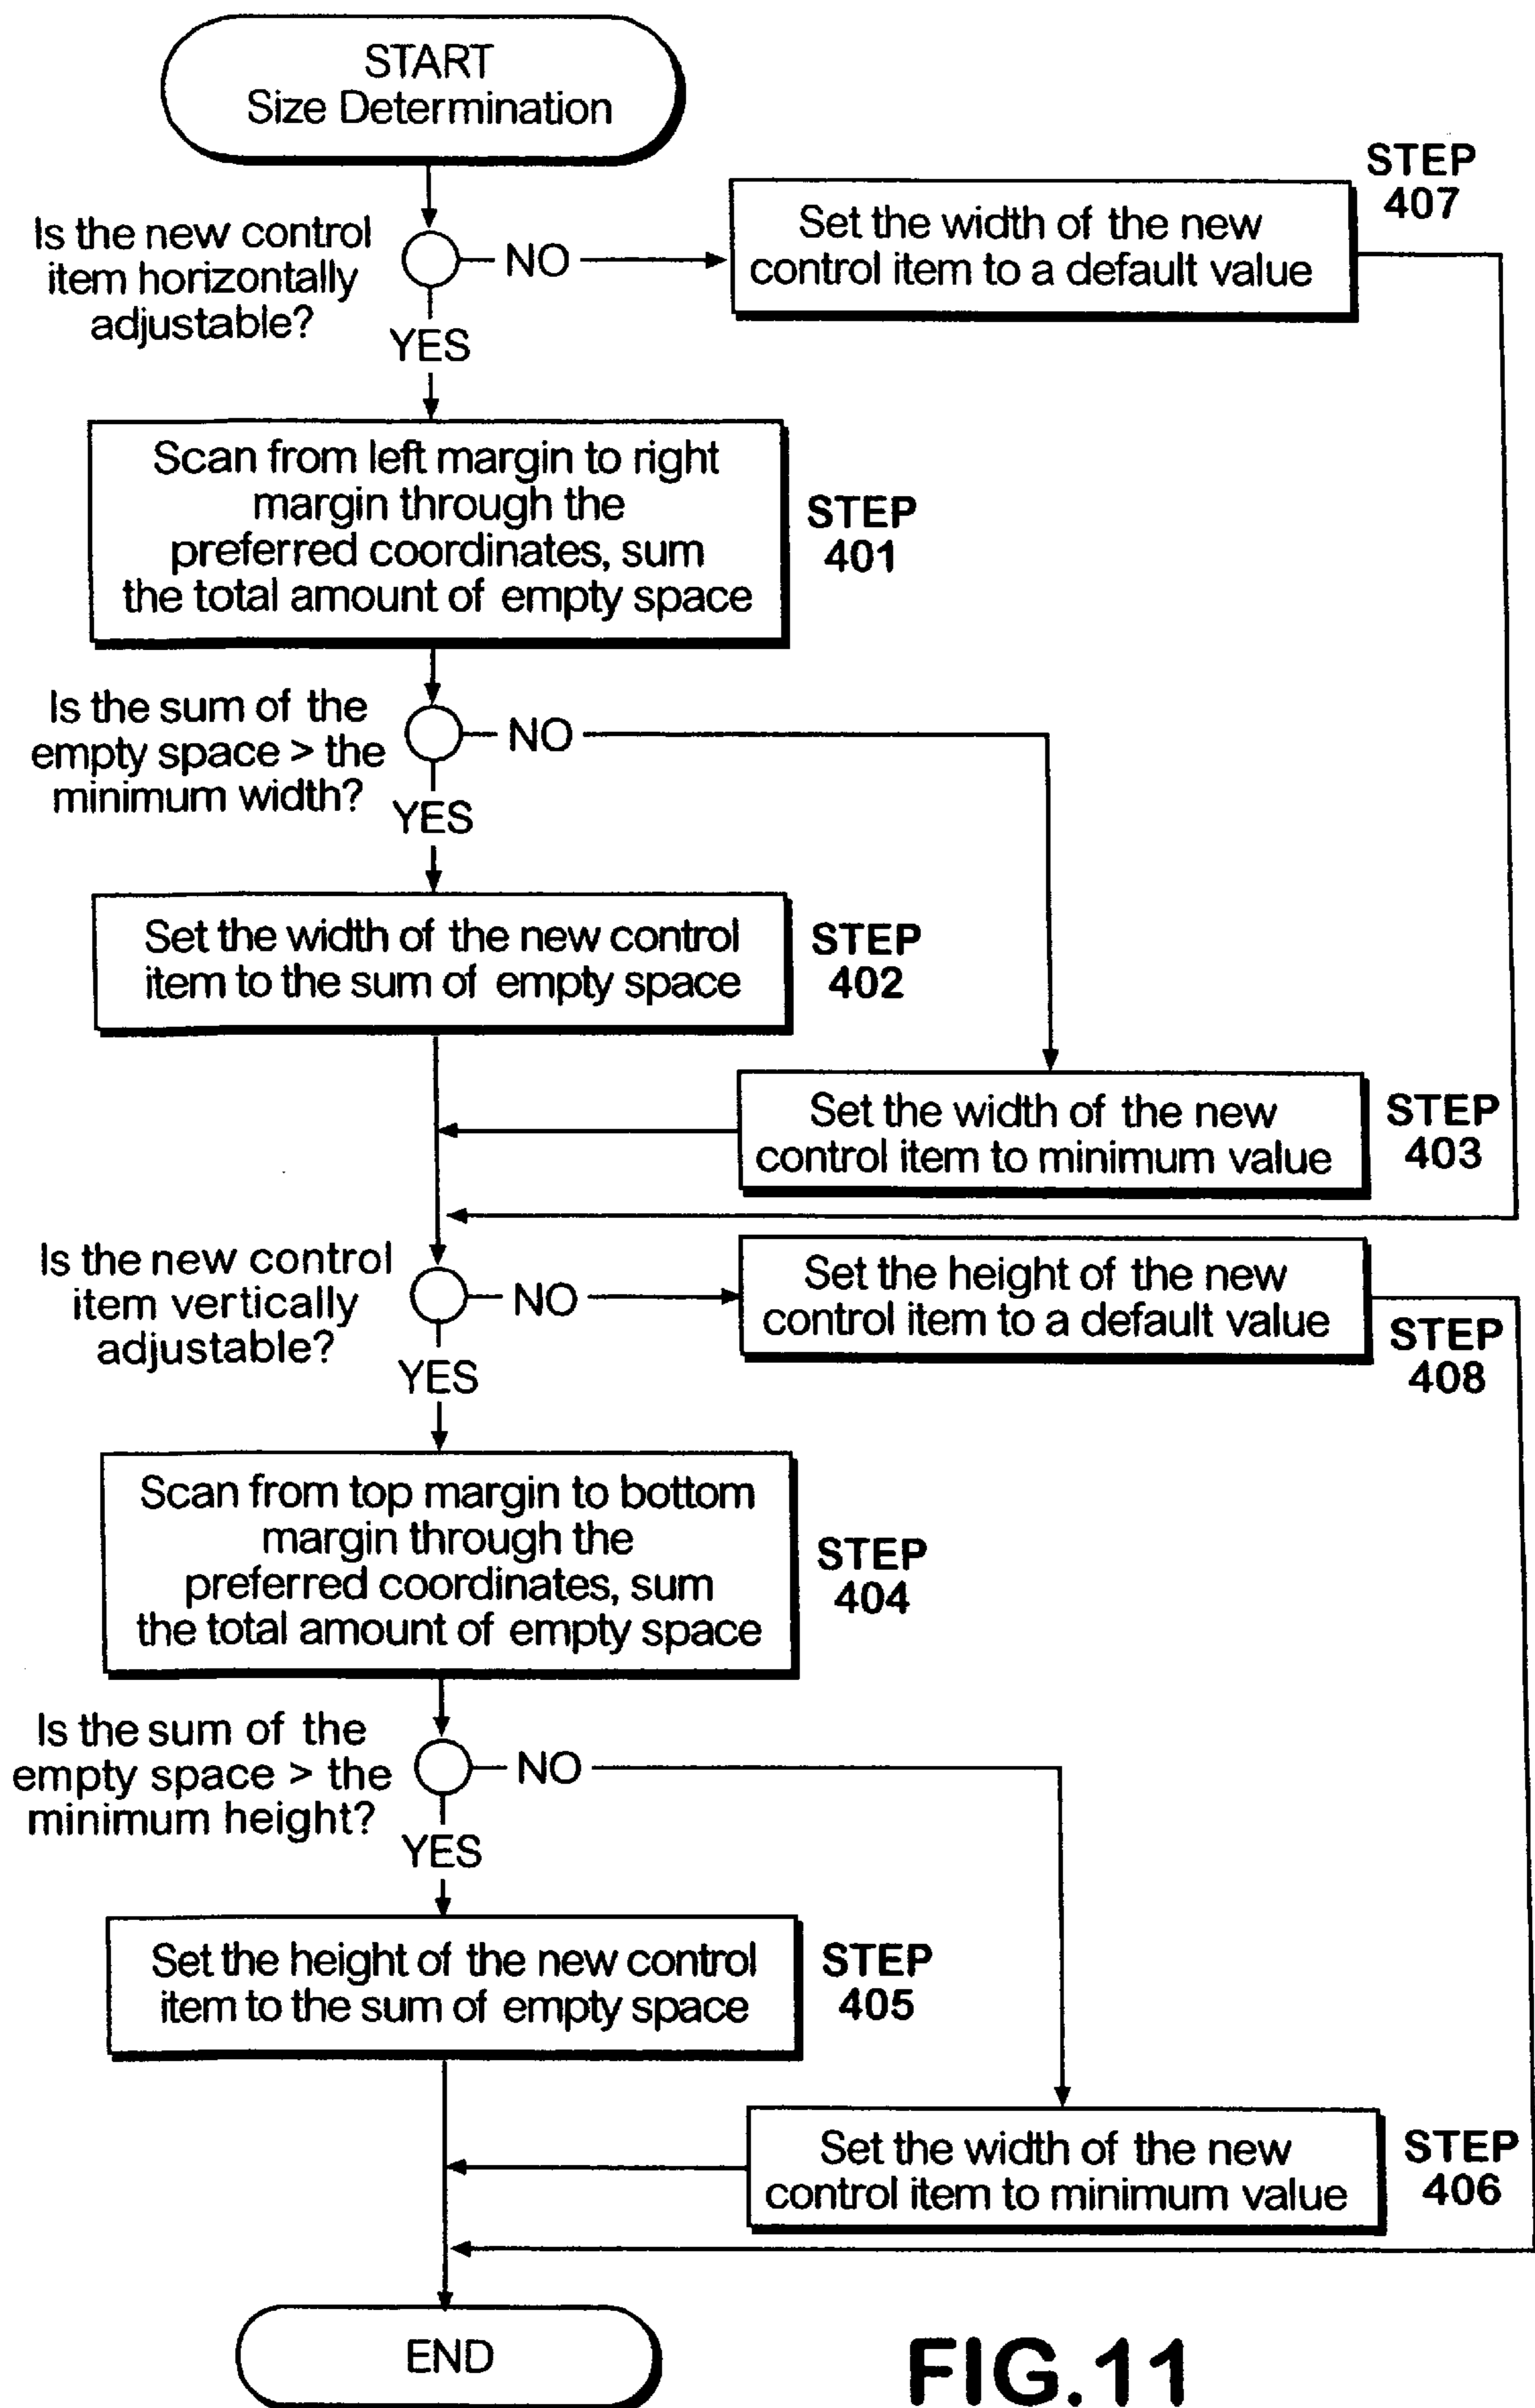 START
Size Determination
Is the new control
item horizontally
adjustable?
NO
YES
Set the width of the new
control item to a default value
STEP
407
Scan from left margin to right
margin through the
preferred coordinates, sum
the total amount of empty space
STEP
401
Is the sum of the
empty space > the
minimum width?
NO
YES
Set the width of the new control
item to the sum of empty space
STEP
402
Set the width of the new
control item to minimum value
STEP
403
Is the new control
item vertically
adjustable?
NO
YES
Set the height of the new
control item to a default value
STEP
408
Scan from top margin to bottom
margin through the
preferred coordinates, sum
the total amount of empty space
STEP
404
Is the sum of the
empty space > the
minimum height?
NO
YES
Set the height of the new control
item to the sum of empty space
STEP
405
Set the width of the new
control item to minimum value
STEP
406
END
FIG.11